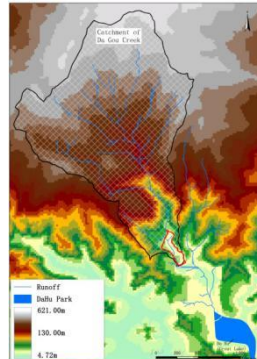 Catchment of
Da Gou Creek
Runoff
DaHu Park
621.00m
130.00m
4.72m